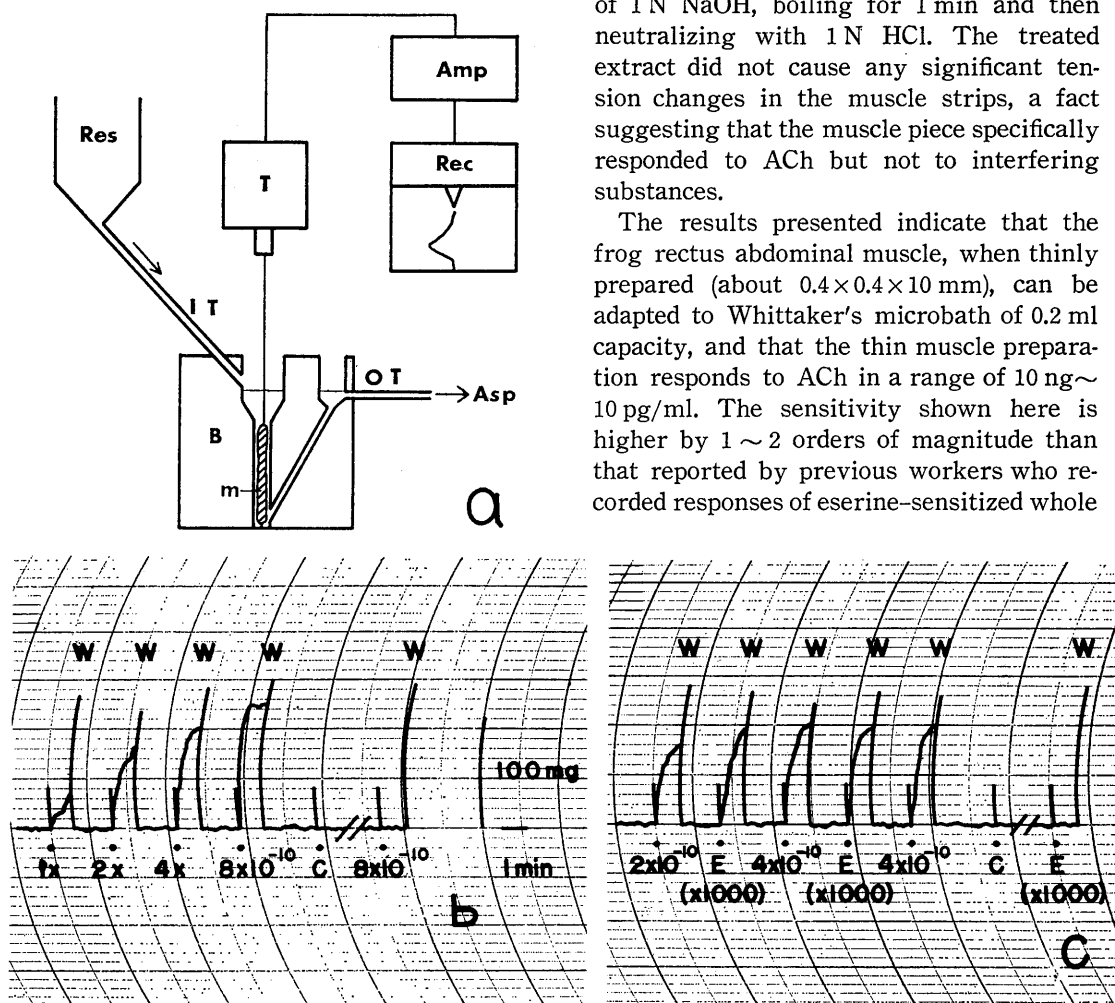 of 1 N NaOH, boiling for 1 min and then
neutralizing with 1 N HCl. The treated
extract did not cause any significant ten-
sion changes in the muscle strips, a fact
suggesting that the muscle piece specifically
responded to ACh but not to interfering
substances.
The results presented indicate that the
frog rectus abdominal muscle, when thinly
prepared (about 0.4×0.4×10 mm), can be
adapted to Whittaker's microbath of 0.2 ml
capacity, and that the thin muscle prepara-
tion responds to ACh in a range of 10 ng~
10 pg/ml. The sensitivity shown here is
higher by 1 ~ 2 orders of magnitude than
that reported by previous workers who re-
corded responses of eserine-sensitized whole
Amp
Res
T
Rec
I T
O T
Asp
B
m
a
W W W W W
100 mg
1x 2x 4x 8x10⁻¹⁰ C 8x10⁻¹⁰ 1 min
b
W W W W W W
2x10⁻¹⁰ E 4x10⁻¹⁰ E 4x10⁻¹⁰ C E
(x1000) (x1000) (x1000)
C